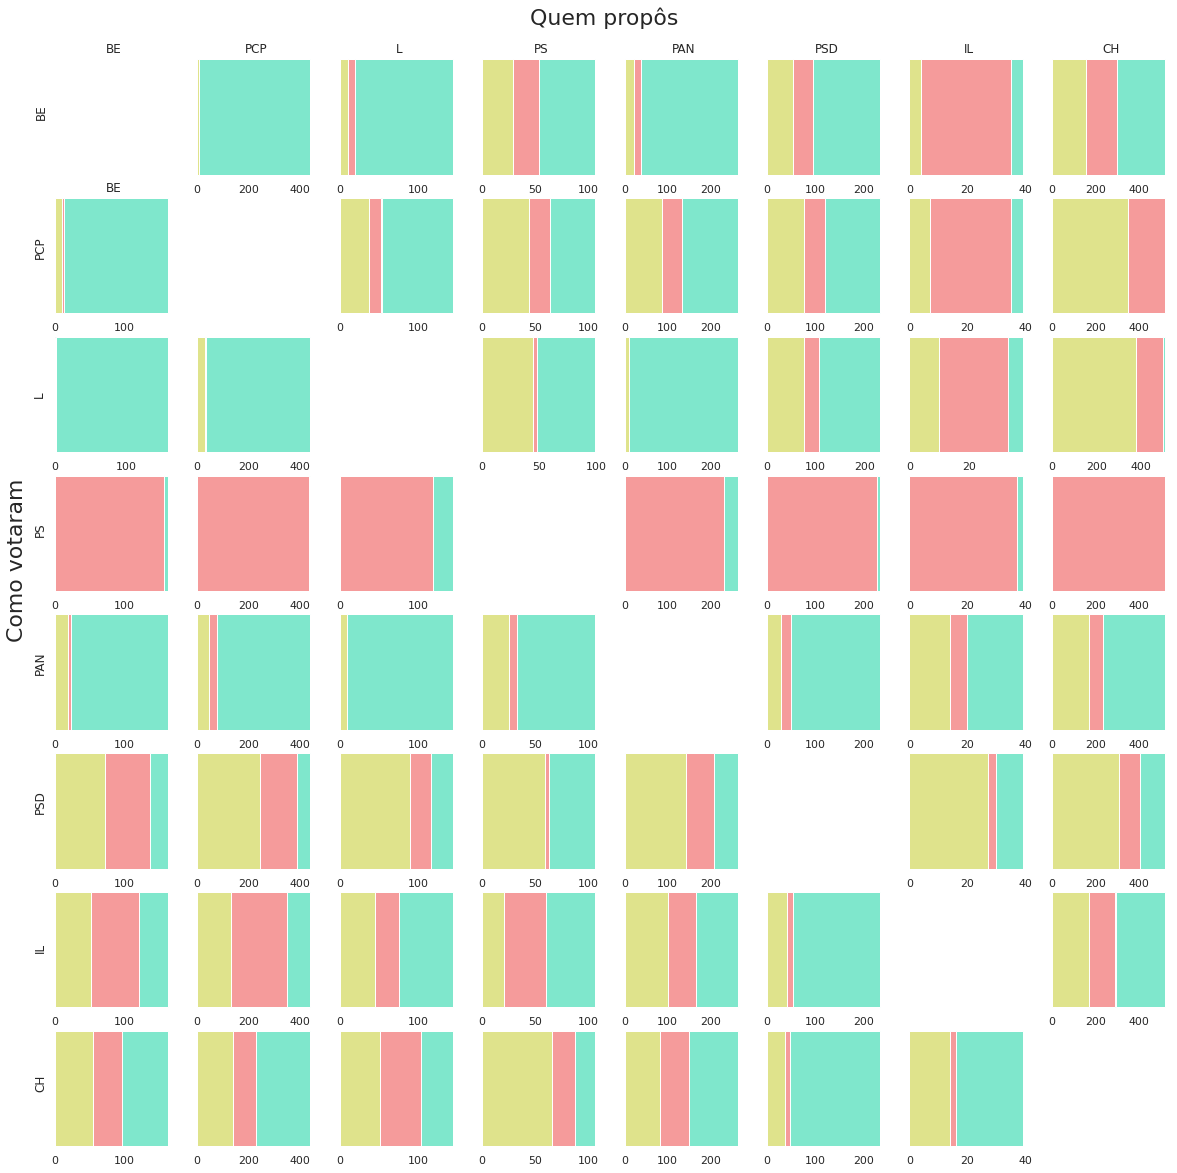 Quem propôs
BE PCP L PS PAN PSD IL CH
BE
0 200 400 0 100 0 50 100 0 200 0 100 200 0 20 40 0 200 400
BE
PCP
0 100 0 100 0 50 100 0 200 0 100 200 0 20 40 0 200 400
L
0 100 0 200 400 0 50 100 0 200 0 100 200 0 20 0 200 400
Como votaram
PS
0 100 0 200 400 0 100 0 100 200 0 100 200 0 20 40 0 200 400
PAN
0 100 0 200 400 0 100 0 50 100 0 100 200 0 20 40 0 200 400
PSD
0 100 0 200 400 0 100 0 50 100 0 100 200 0 20 40 0 200 400
IL
0 100 0 200 400 0 100 0 50 100 0 100 200 0 100 200 0 200 400
CH
0 100 0 200 400 0 100 0 50 100 0 100 200 0 100 200 0 20 40